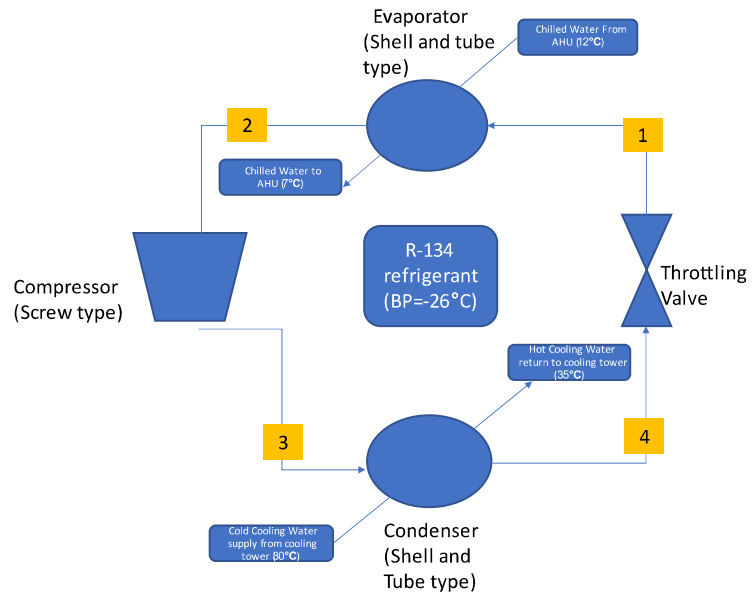 Evaporator
(Shell and tube
type)
Chilled Water From
AHU (12°C)
2
1
Chilled Water to
AHU (7°C)
R-134
refrigerant
(BP=-26°C)
Compressor
(Screw type)
Throttling
Valve
Hot Cooling Water
return to cooling tower
(35°C)
3
4
Cold Cooling Water
supply from cooling
tower 30°C)
Condenser
(Shell and
Tube type)